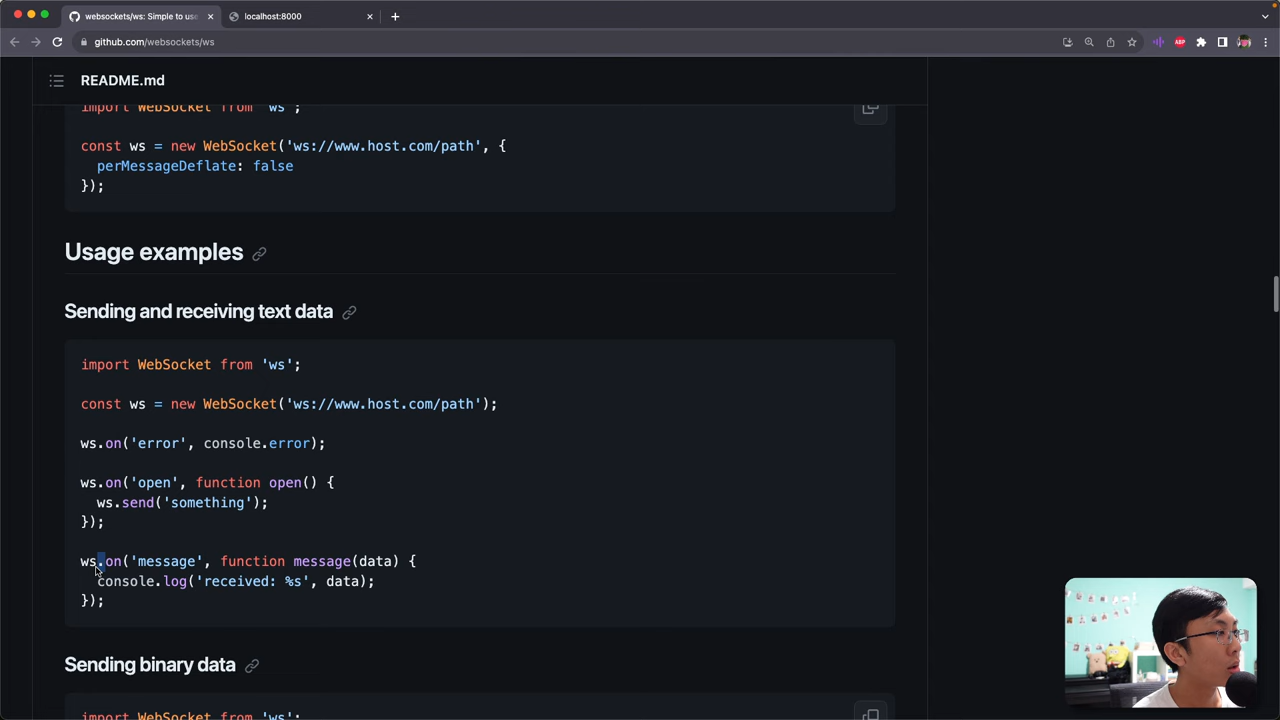 websockets/ws: Simple to use
localhost:8000
github.com/websockets/ws
ABP
README.md
import WebSocket from 'ws';
const ws = new WebSocket('ws://www.host.com/path', {
  perMessageDeflate: false
});
Usage examples
Sending and receiving text data
import WebSocket from 'ws';
const ws = new WebSocket('ws://www.host.com/path');
ws.on('error', console.error);
ws.on('open', function open() {
  ws.send('something');
});
ws.on('message', function message(data) {
  console.log('received: %s', data);
});
Sending binary data
import WebSocket from 'ws';